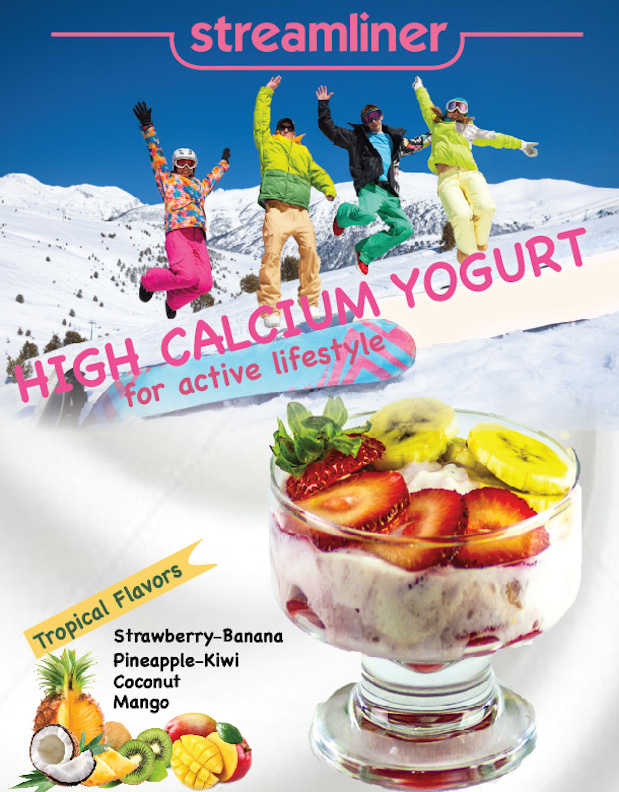 streamliner
HIGH CALCIUM YOGURT
for active lifestyle
Tropical Flavors
Strawberry-Banana
Pineapple-Kiwi
Coconut
Mango